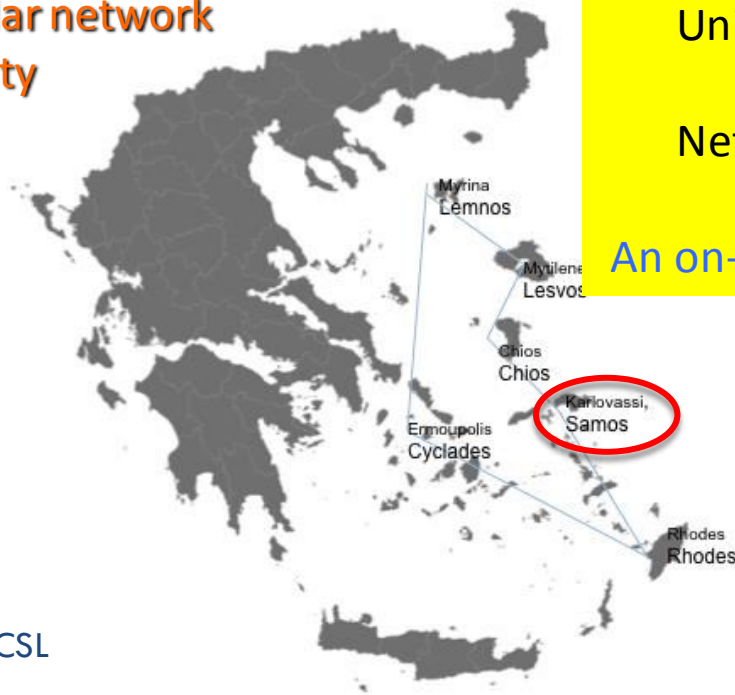 ar network
ty
Un
Net
An on-
Myrina
Lemnos
Mytilene
Lesvos
Chios
Chios
Karlovassi,
Samos
Ermoupolis
Cyclades
Rhodes
Rhodes
CSL